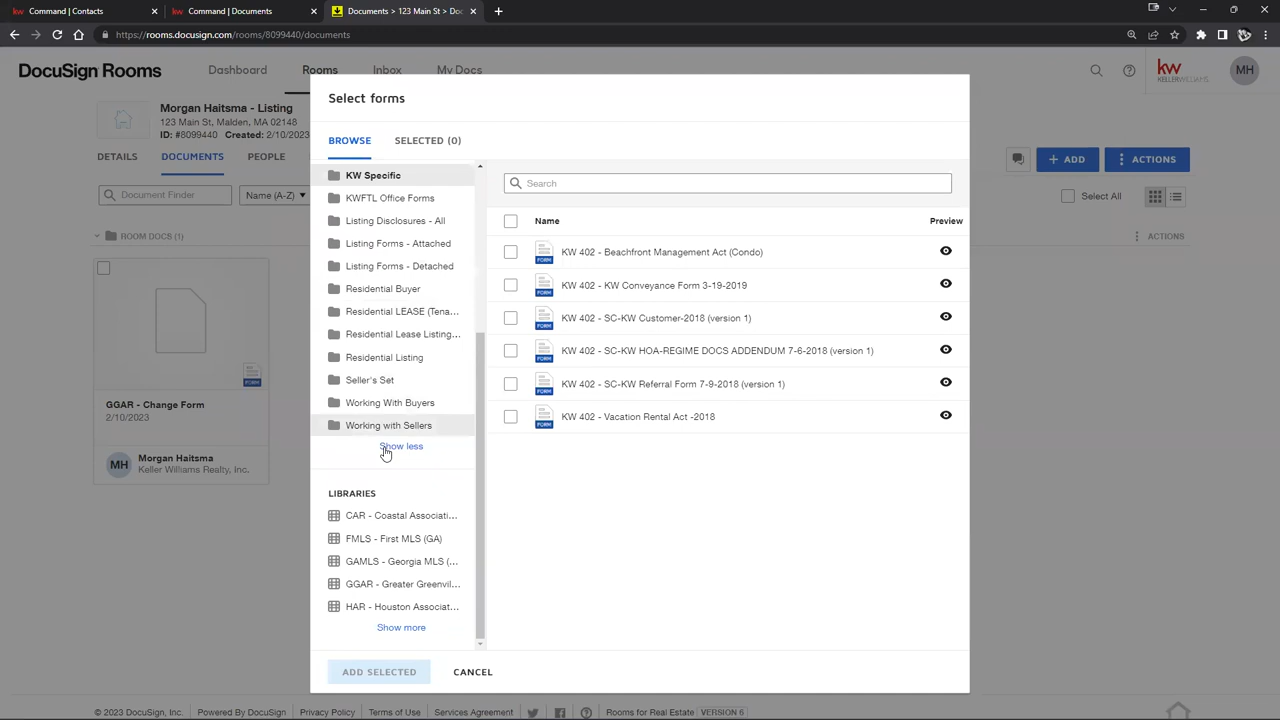 Command | Contacts
Command | Documents
Documents > 123 Main St > Doc
https://rooms.docusign.com/rooms/8099440/documents
DocuSign Rooms
Dashboard
Rooms
Inbox
My Docs
kw
KELLERWILLIAMS.
MH
Morgan Haitsma - Listing
123 Main St, Malden, MA 02148
ID: #8099440 Created: 2/10/2023
DETAILS
DOCUMENTS
PEOPLE
+ ADD
ACTIONS
Document Finder
Name (A-Z)
Select All
ROOM DOCS (1)
ACTIONS
FORM
GGAR - Change Form
2/10/2023
MH
Morgan Haitsma
Keller Williams Realty, Inc.
Select forms
BROWSE
SELECTED (0)
KW Specific
KWFTL Office Forms
Listing Disclosures - All
Listing Forms - Attached
Listing Forms - Detached
Residential Buyer
Residential LEASE (Tena...
Residential Lease Listing...
Residential Listing
Seller's Set
Working With Buyers
Working with Sellers
Show less
LIBRARIES
CAR - Coastal Associati...
FMLS - First MLS (GA)
GAMLS - Georgia MLS (...
GGAR - Greater Greenvil...
HAR - Houston Associat...
Show more
Search
Name
Preview
FORM
KW 402 - Beachfront Management Act (Condo)
FORM
KW 402 - KW Conveyance Form 3-19-2019
FORM
KW 402 - SC-KW Customer-2018 (version 1)
FORM
KW 402 - SC-KW HOA-REGIME DOCS ADDENDUM 7-6-2018 (version 1)
FORM
KW 402 - SC-KW Referral Form 7-9-2018 (version 1)
FORM
KW 402 - Vacation Rental Act -2018
ADD SELECTED
CANCEL
© 2023 DocuSign, Inc.
Powered By DocuSign
Privacy Policy
Terms of Use
Services Agreement
Rooms for Real Estate
VERSION 6